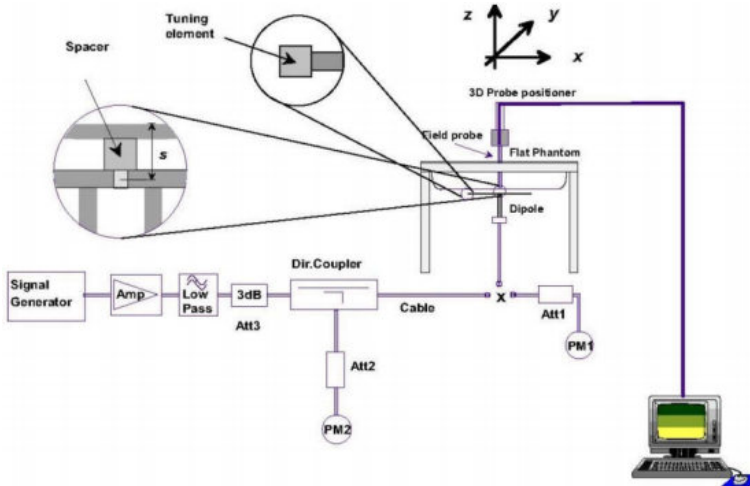 Tuning
element
Spacer
s
z
y
x
3D Probe positioner
Field probe
Flat Phantom
Dipole
Signal
Generator
Amp
Low
Pass
3dB
Att3
Dir.Coupler
Cable
x
Att1
PM1
Att2
PM2